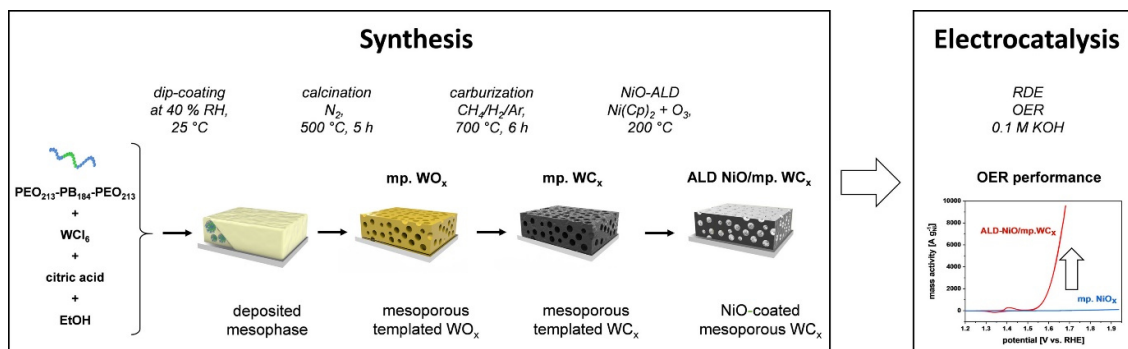 Synthesis
dip-coating
at 40 % RH,
25 °C
calcination
N₂,
500 °C, 5 h
carburization
CH₄/H₂/Ar,
700 °C, 6 h
NiO-ALD
Ni(Cp)₂ + O₃,
200 °C
PEO₂₁₃-PB₁₈₄-PEO₂₁₃
+
WCl₆
+
citric acid
+
EtOH
mp. WOₓ
mp. WCₓ
ALD NiO/mp. WCₓ
deposited
mesophase
mesoporous
templated WOₓ
mesoporous
templated WCₓ
NiO-coated
mesoporous WCₓ
Electrocatalysis
RDE
OER
0.1 M KOH
OER performance
mass activity [A g⁻¹Ni]
10000
8000
6000
4000
2000
0
ALD-NiO/mp.WCₓ
mp. NiOₓ
1.2 1.3 1.4 1.5 1.6 1.7 1.8 1.9
potential [V vs. RHE]